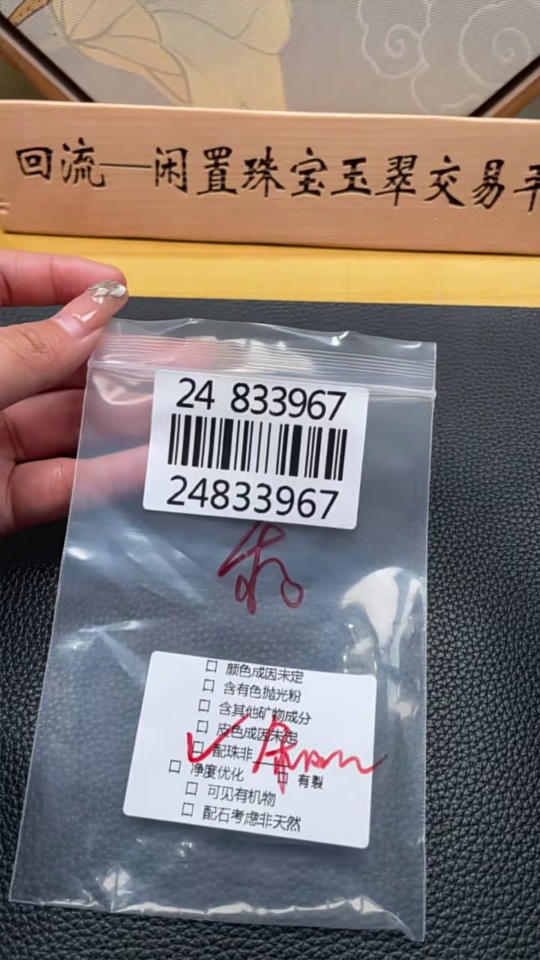 回流一闲置珠宝玉翠交易平
24 833967
24833967
□ 颜色成因未定
□ 含有色抛光粉
□ 含其他矿物成分
□ 皮色成因未定
□ 配珠非
□ 净度优化 □ 有裂
□ 可见有机物
□ 配石考虑非天然